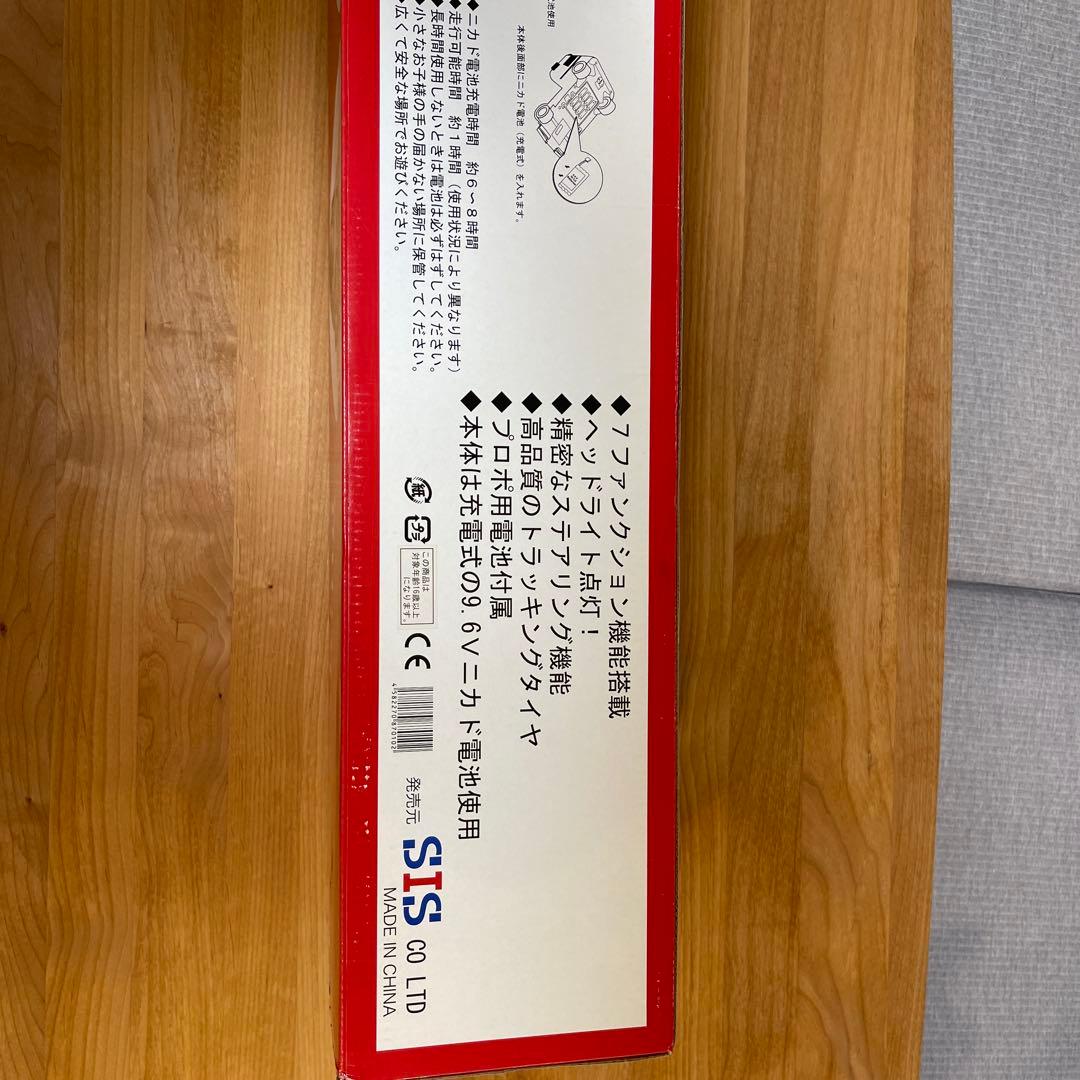 池使用
本体後面部にニカド電池（充電式）を入れます。
◆ニカド電池充電時間 約6〜8時間
◆走行可能時間 約1時間（使用状況により異なります）
◆長時間使用しないときは電池は必ずはずしてください。
◆小さなお子様の手の届かない場所に保管してください。
◆広くて安全な場所でお遊びください。
◆7ファンクション機能搭載
◆ヘッドライト点灯！
◆精密なステアリング機能
◆高品質のトラッキングタイヤ
◆プロポ用電池付属
◆本体は充電式の9.6Vニカド電池使用
紙
プラ
この商品は
対象年齢16歳以上
になります。
CE
4582270870102
発売元 SIS CO LTD
MADE IN CHINA